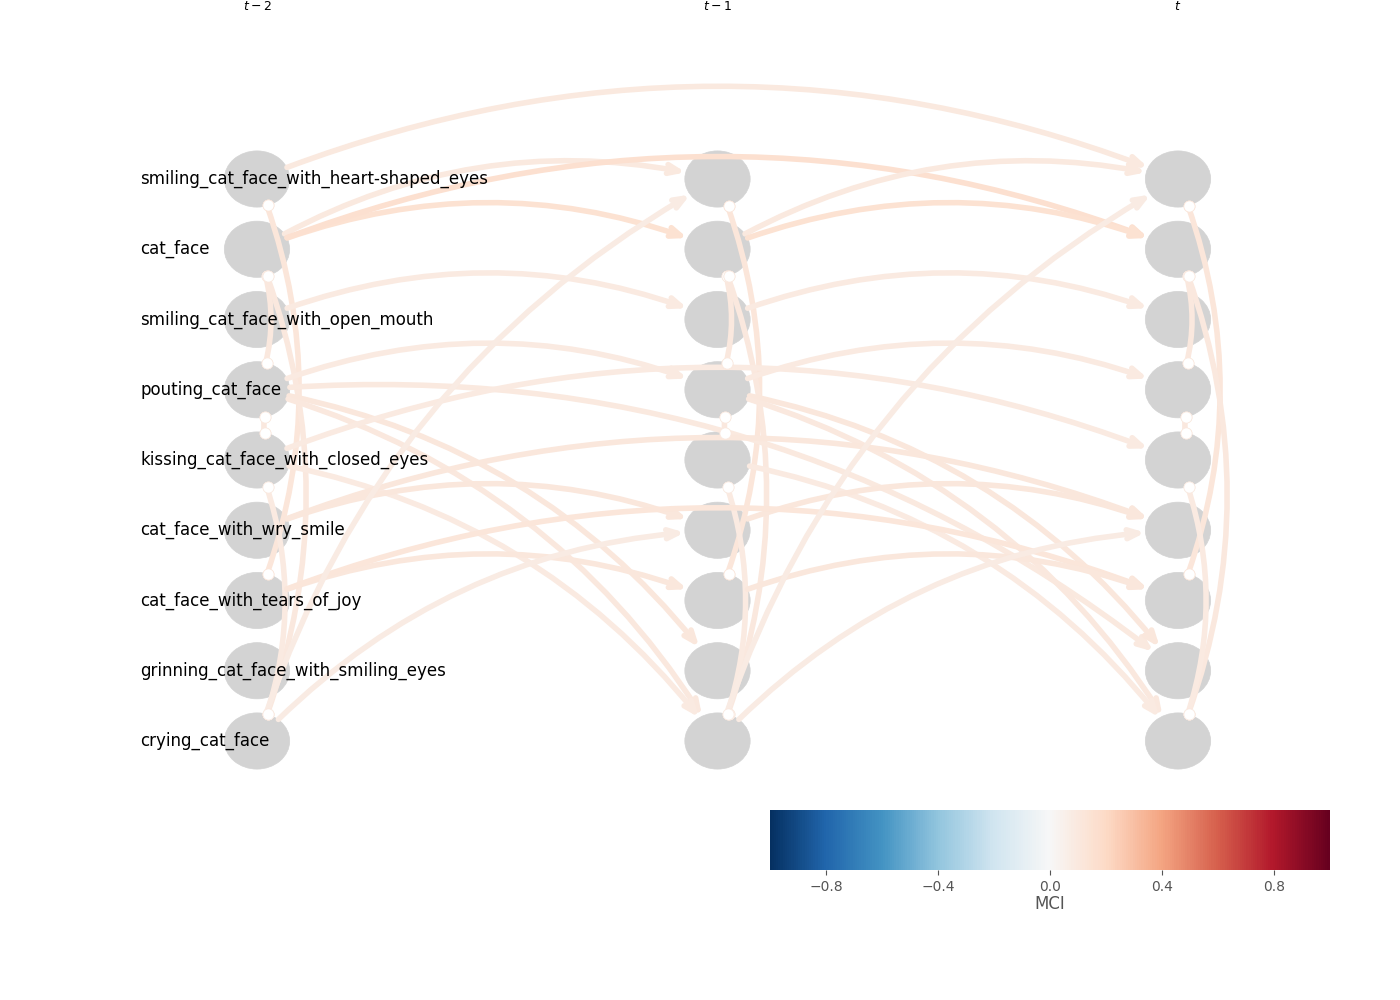 t − 2 t − 1 t
smiling_cat_face_with_heart-shaped_eyes
cat_face
smiling_cat_face_with_open_mouth
pouting_cat_face
kissing_cat_face_with_closed_eyes
cat_face_with_wry_smile
cat_face_with_tears_of_joy
grinning_cat_face_with_smiling_eyes
crying_cat_face
−0.8 −0.4 0.0 0.4 0.8
MCI